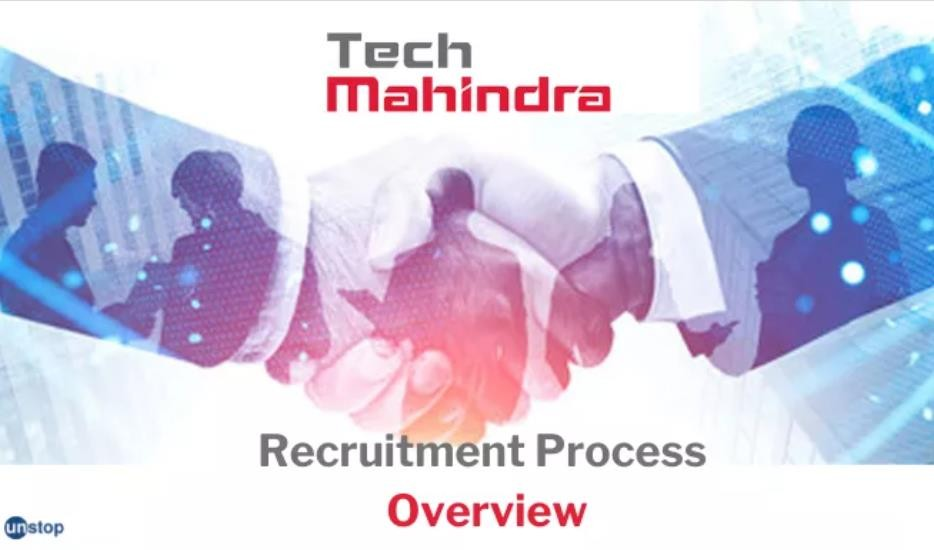 Tech
Mahindra
Recruitment Process
Overview
unstop